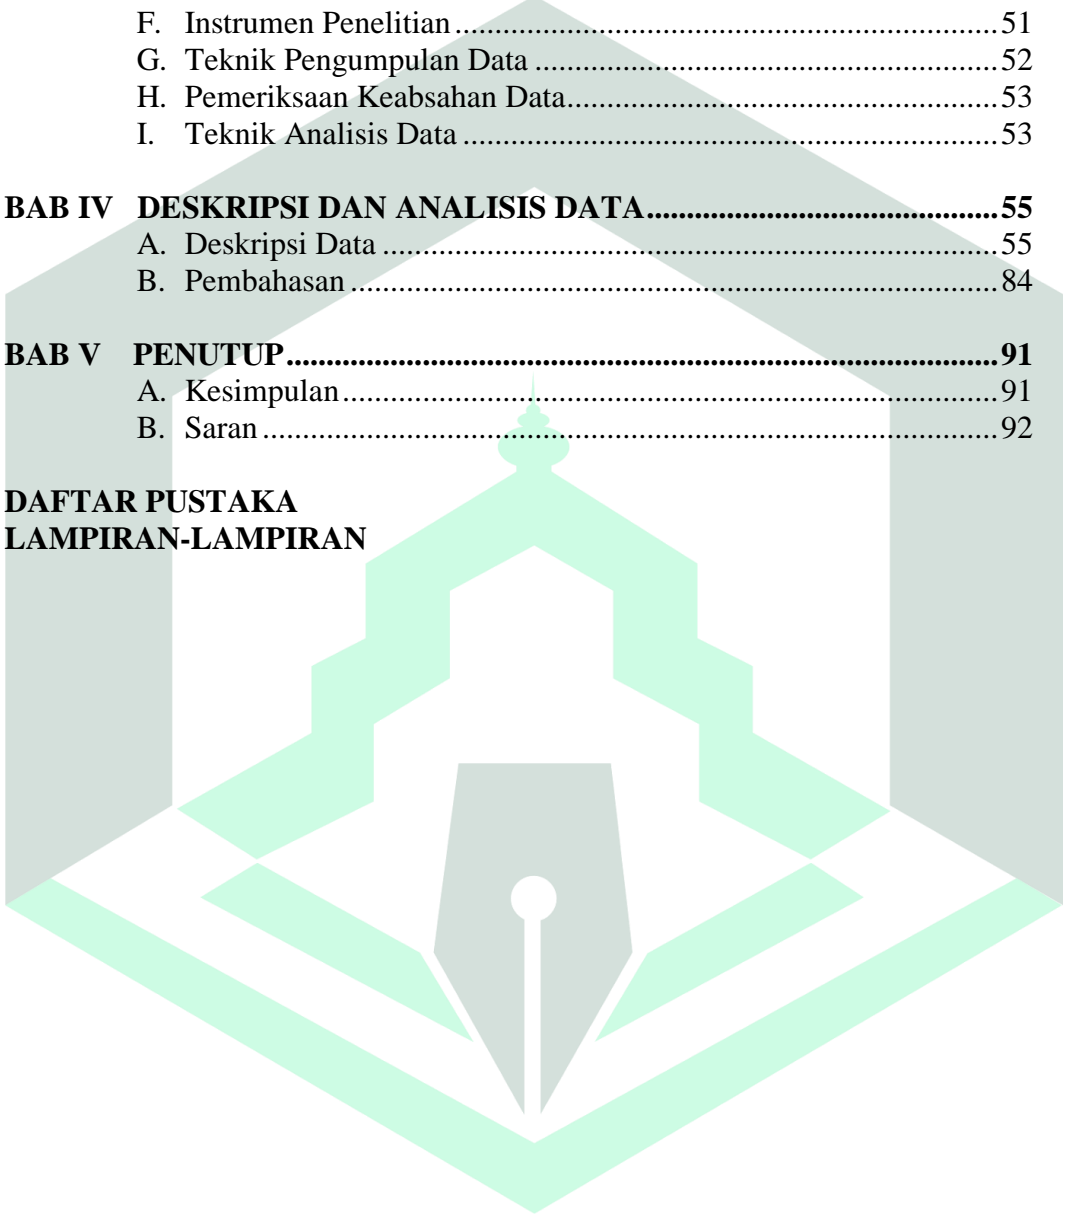 F. Instrumen Penelitian ........................................................................ 51
G. Teknik Pengumpulan Data .............................................................. 52
H. Pemeriksaan Keabsahan Data.......................................................... 53
I. Teknik Analisis Data ....................................................................... 53
BAB IV DESKRIPSI DAN ANALISIS DATA........................................ 55
A. Deskripsi Data ................................................................................. 55
B. Pembahasan ..................................................................................... 84
BAB V PENUTUP................................................................................... 91
A. Kesimpulan...................................................................................... 91
B. Saran ................................................................................................ 92
DAFTAR PUSTAKA
LAMPIRAN-LAMPIRAN